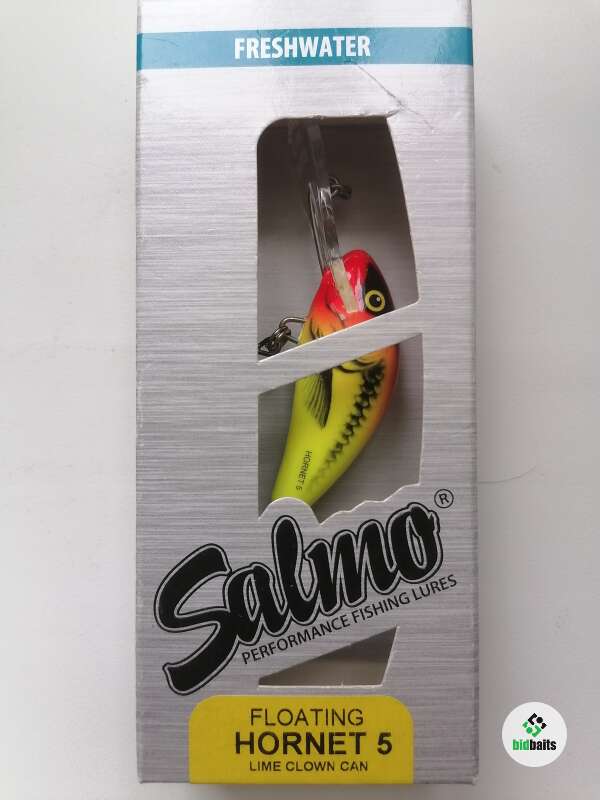 FRESHWATER
HORNET 5
Salmo®
PERFORMANCE FISHING LURES
FLOATING
HORNET 5
LIME CLOWN CAN
bidbaits